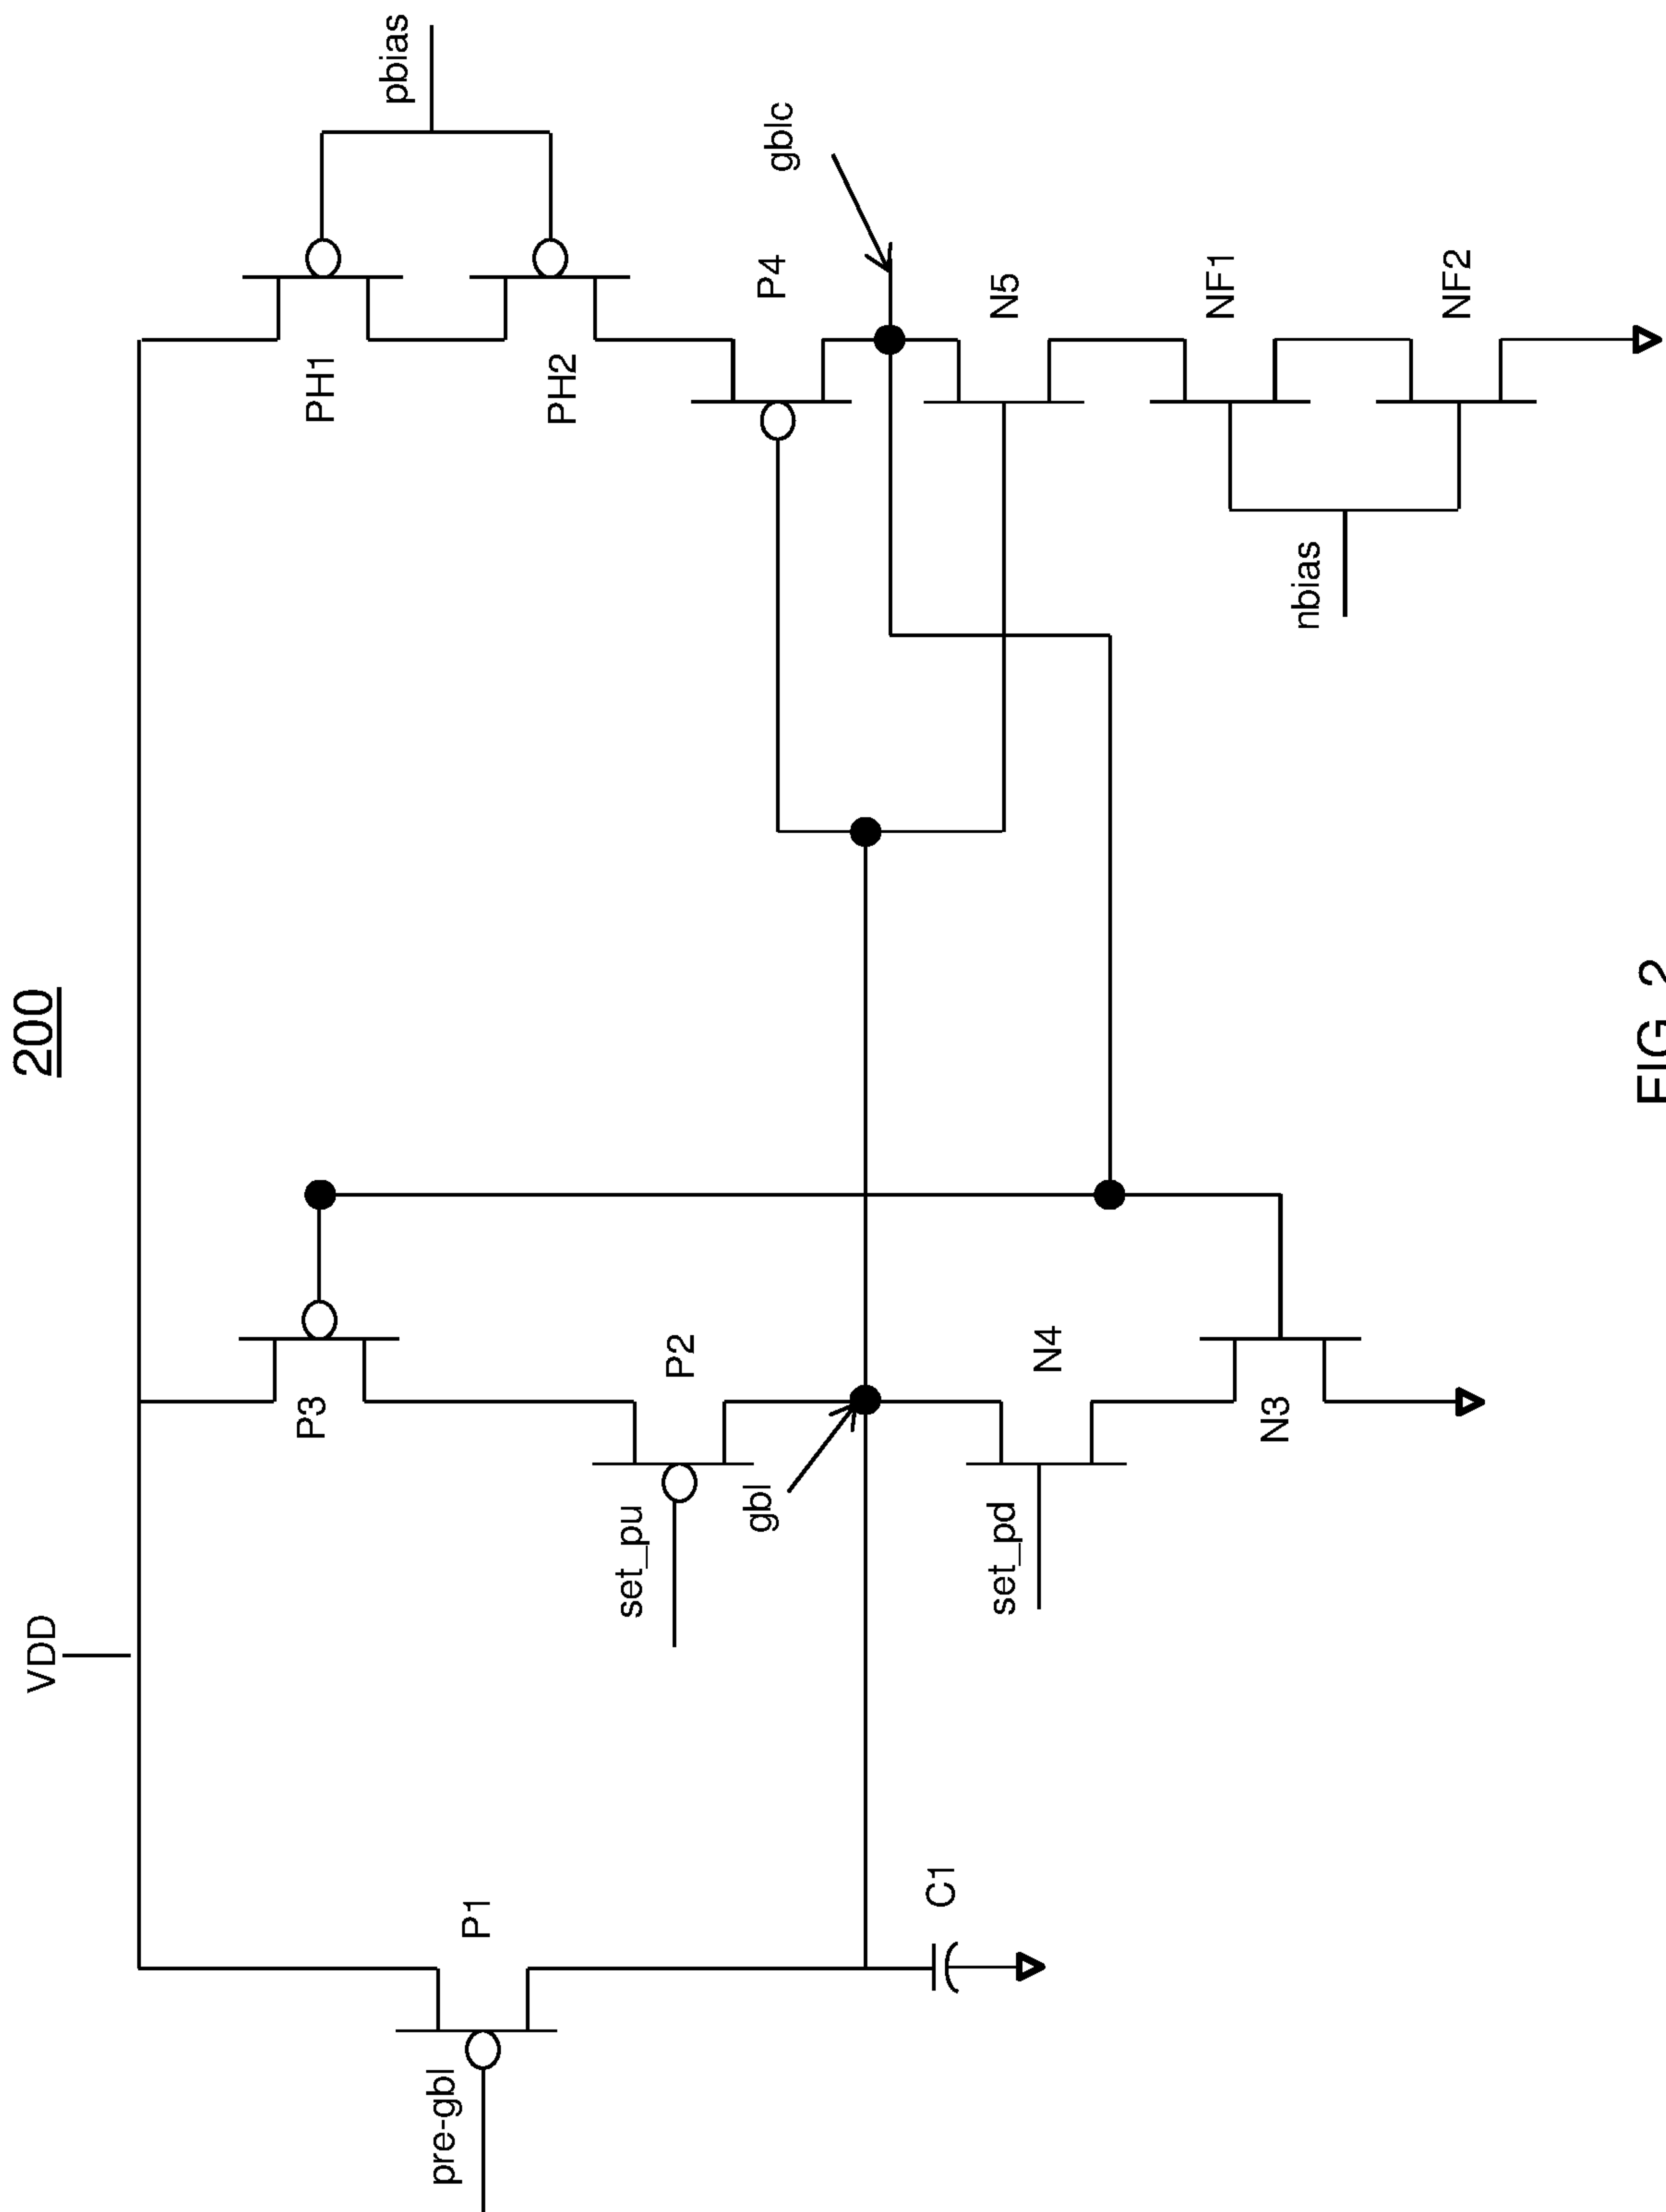 200
VDD
pre-gbl
P1
C1
P3
set_pu
P2
gbl
set_pd
N4
N3
pbias
PH1
PH2
P4
gblc
N5
nbias
NF1
NF2
FIG. 2